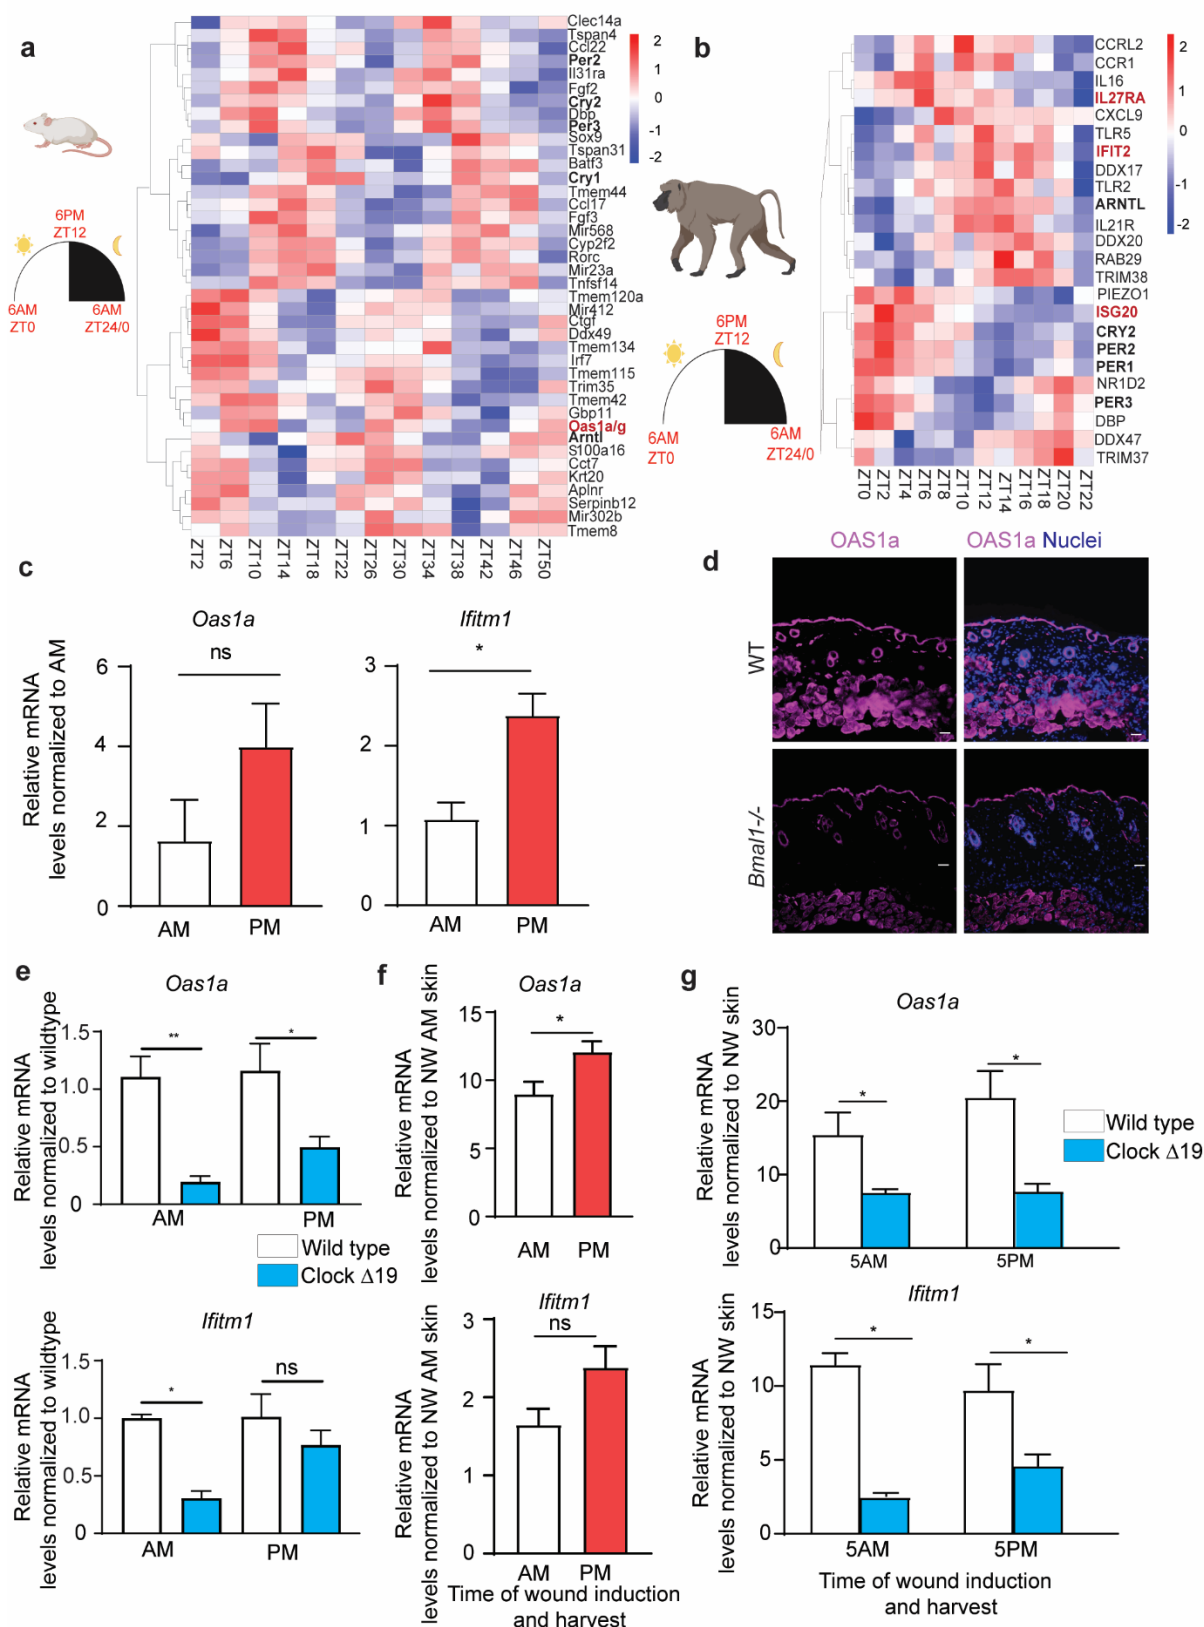 a
6PM
ZT12
6AM
ZT0
6AM
ZT24/0
Clec14a
Tspan4
Ccl22
Per2
Il31ra
Fgf2
Cry2
Dbp
Per3
Sox9
Tspan31
Batf3
Cry1
Tmem44
Ccl17
Fgf3
Mir568
Cyp2f2
Rorc
Mir23a
Tnfsf14
Tmem120a
Mir412
Ctgf
Ddx49
Tmem134
Irf7
Tmem115
Trim35
Tmem42
Gbp11
Oas1a/g
Arntl
S100a16
Cct7
Krt20
Aplnr
Serpinb12
Mir302b
Tmem8
2
1
0
-1
-2
ZT2 ZT6 ZT10 ZT14 ZT18 ZT22 ZT26 ZT30 ZT34 ZT38 ZT42 ZT46 ZT50
b
6PM
ZT12
6AM
ZT0
6AM
ZT24/0
CCRL2
CCR1
IL16
IL27RA
CXCL9
TLR5
IFIT2
DDX17
TLR2
ARNTL
IL21R
DDX20
RAB29
TRIM38
PIEZO1
ISG20
CRY2
PER2
PER1
NR1D2
PER3
DBP
DDX47
TRIM37
2
1
0
-1
-2
ZT0 ZT2 ZT4 ZT6 ZT8 ZT10 ZT12 ZT14 ZT16 ZT18 ZT20 ZT22
c
Oas1a
Relative mRNA
levels normalized to AM
ns
6
4
2
0
AM PM
Ifitm1
*
3
2
1
0
AM PM
d
OAS1a
OAS1a Nuclei
WT
Bmal1-/-
e
Oas1a
Relative mRNA
levels normalized to wildtype
** *
1.5
1.0
0.5
0
AM PM
Wild type
Clock Δ19
Ifitm1
Relative mRNA
levels normalized to wildtype
* ns
1.5
1.0
0.5
0
AM PM
f
Oas1a
Relative mRNA
levels normalized to NW AM skin
*
15
10
5
0
AM PM
Ifitm1
Relative mRNA
levels normalized to NW AM skin
ns
3
2
1
0
AM PM
Time of wound induction
and harvest
g
Oas1a
Relative mRNA
levels normalized to NW skin
* *
30
20
10
0
5AM 5PM
Wild type
Clock Δ19
Ifitm1
Relative mRNA
levels normalized to NW skin
* *
15
10
5
0
5AM 5PM
Time of wound induction
and harvest